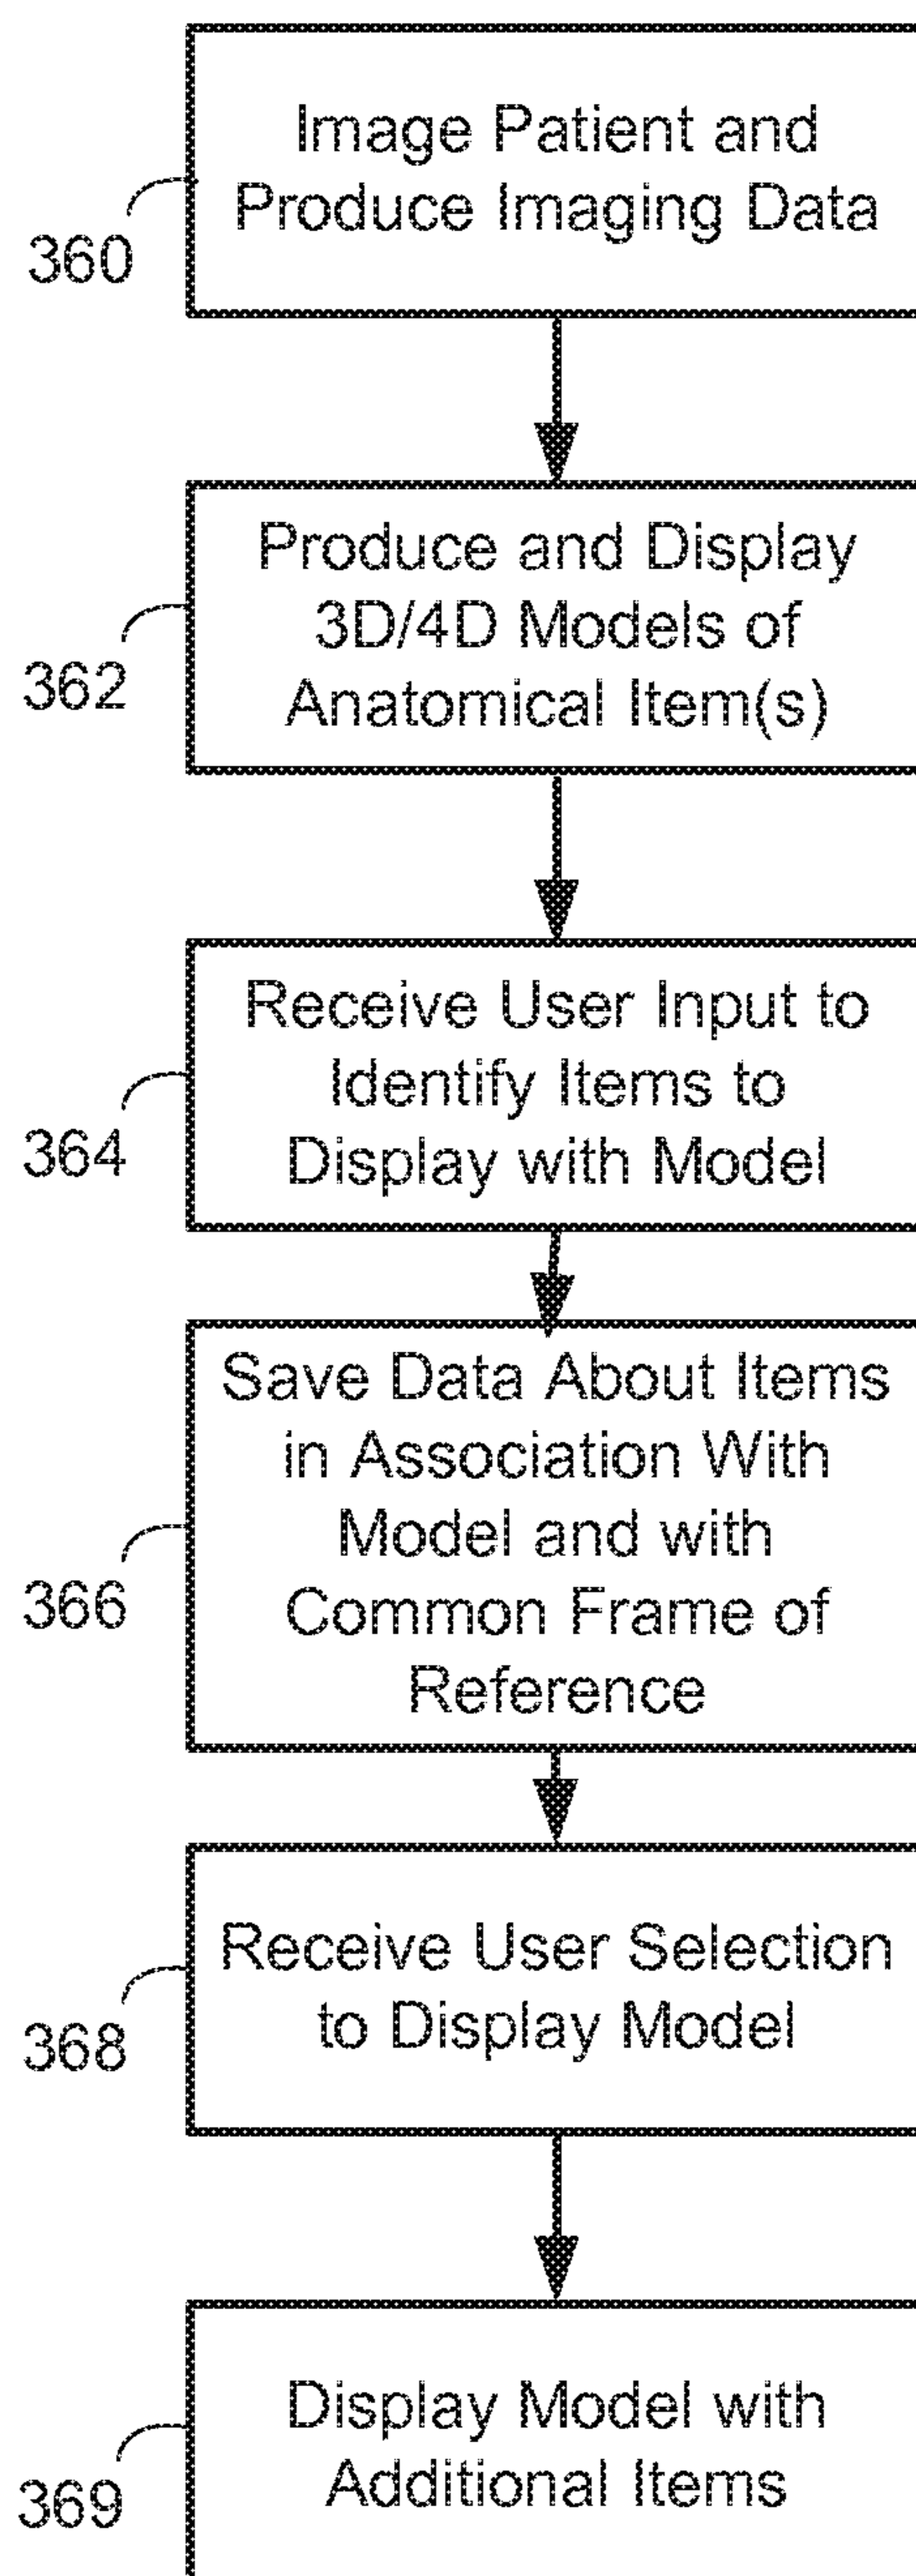 Image Patient and
Produce Imaging Data
360
Produce and Display
3D/4D Models of
Anatomical Item(s)
362
Receive User Input to
Identify Items to
Display with Model
364
Save Data About Items
in Association With
Model and with
Common Frame of
Reference
366
Receive User Selection
to Display Model
368
Display Model with
Additional Items
369